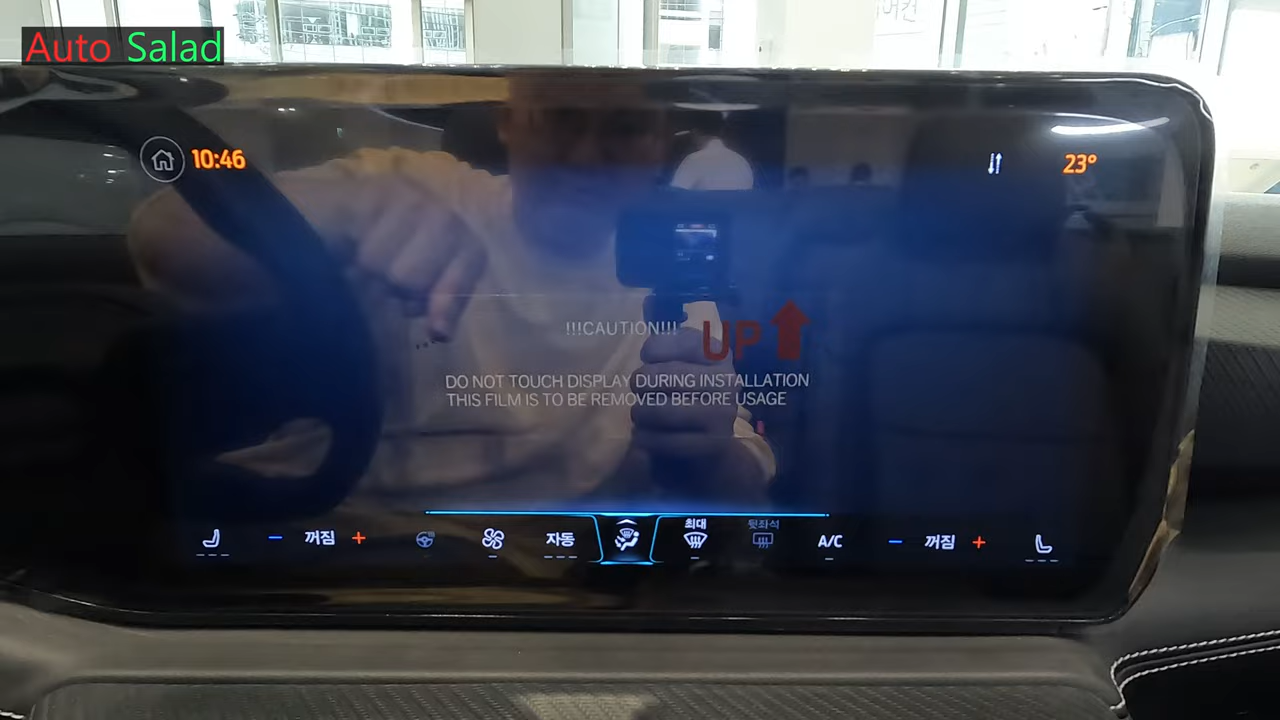 Auto Salad
10:46
23°
!!!CAUTION!!!
UP
DO NOT TOUCH DISPLAY DURING INSTALLATION
THIS FILM IS TO BE REMOVED BEFORE USAGE
− 꺼짐 +
자동
최대
뒷좌석
A/C
− 꺼짐 +